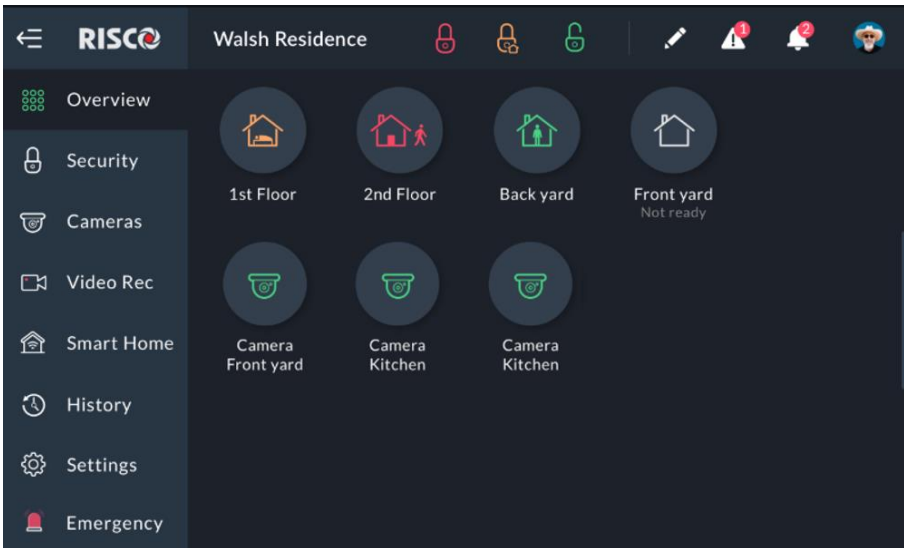 RISCO
Walsh Residence
1
2
Overview
Security
Cameras
Video Rec
Smart Home
History
Settings
Emergency
1st Floor
2nd Floor
Back yard
Front yard
Not ready
Camera
Front yard
Camera
Kitchen
Camera
Kitchen